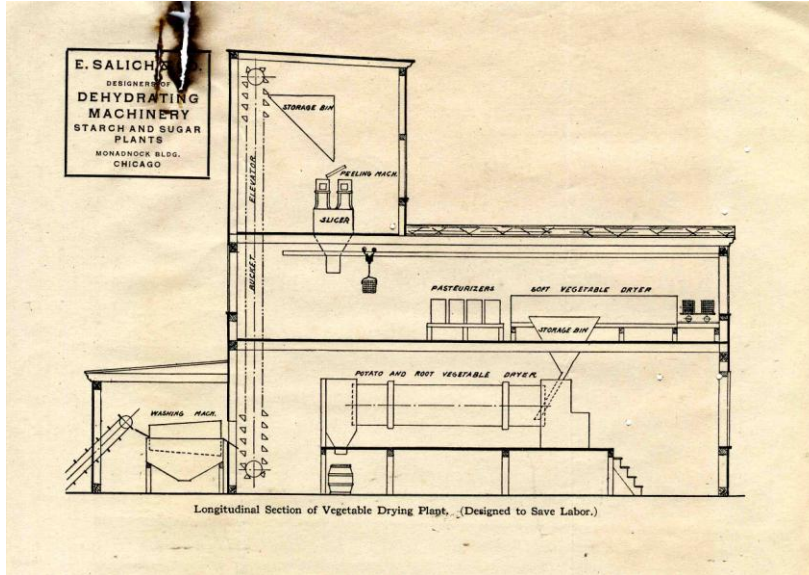 E. SALICH
DESIGNERS OF
DEHYDRATING
MACHINERY
STARCH AND SUGAR
PLANTS
MONADNOCK BLDG.
CHICAGO
STORAGE BIN
PEELING MACH.
SLICER
ELEVATOR
BUCKET
PASTEURIZERS
SOFT VEGETABLE DRYER
STORAGE BIN
POTATO AND ROOT VEGETABLE DRYER
WASHING MACH.
Longitudinal Section of Vegetable Drying Plant. (Designed to Save Labor.)